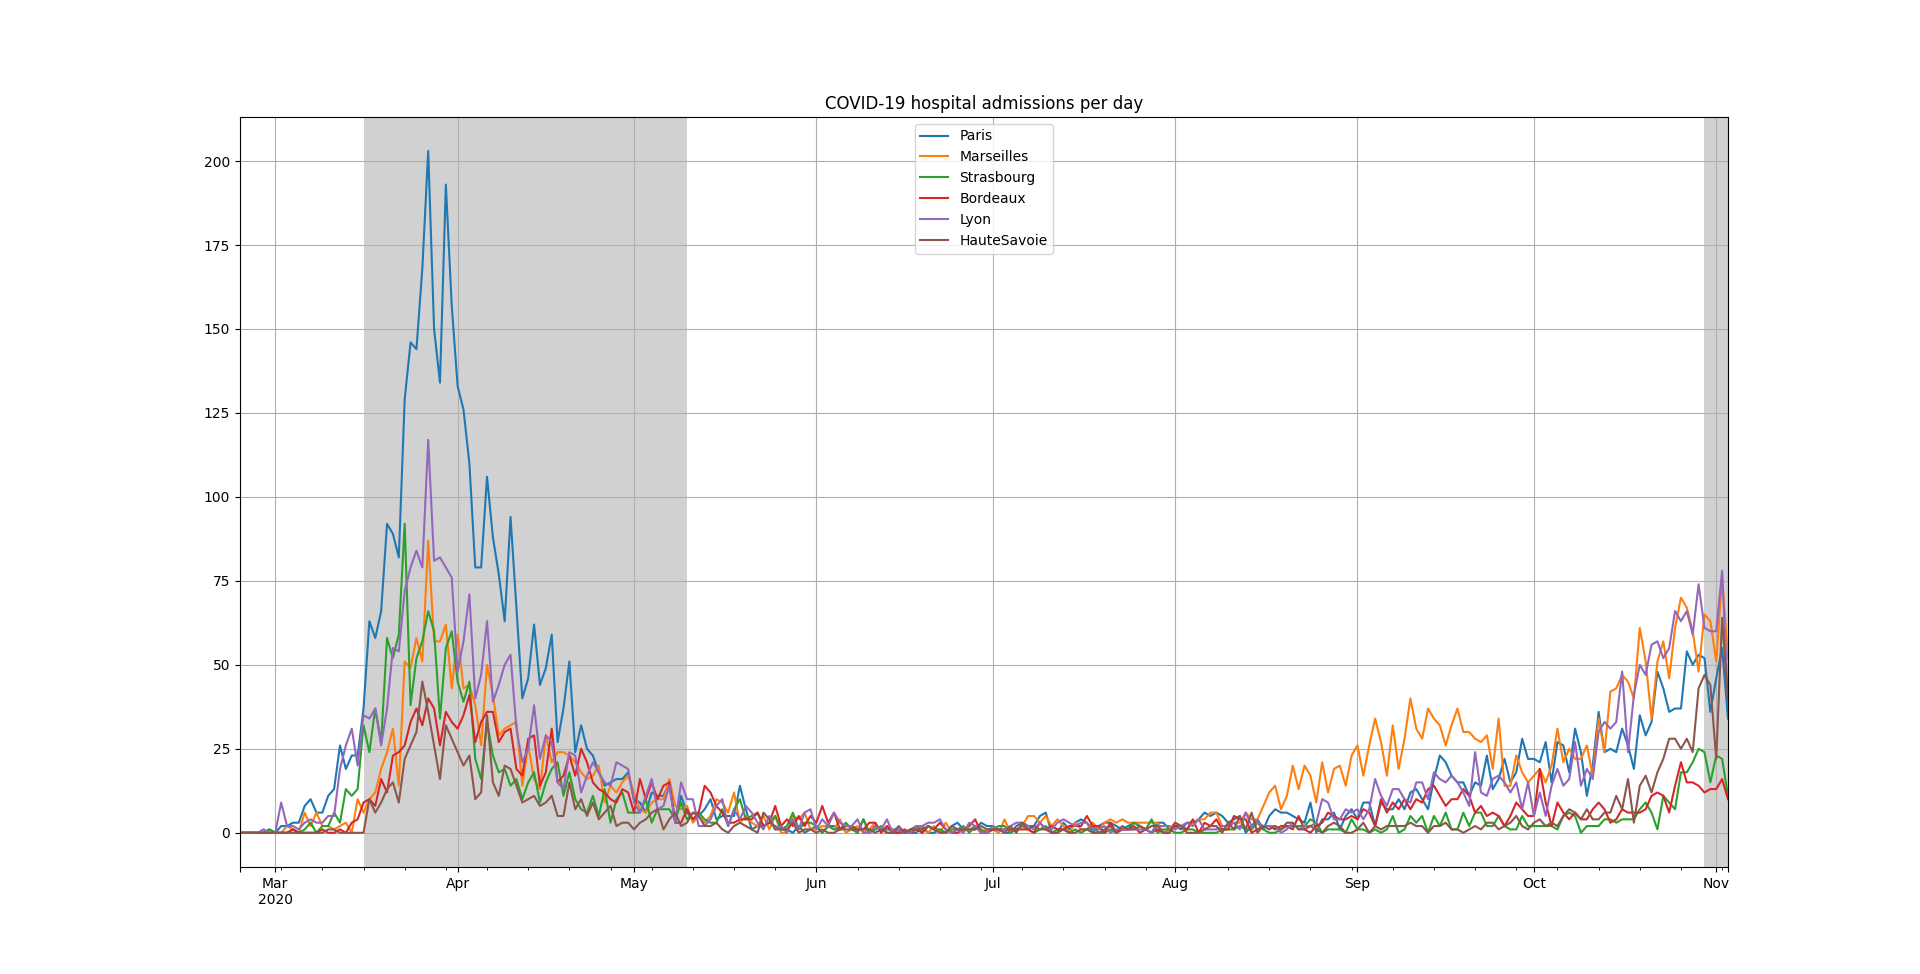 COVID-19 hospital admissions per day
Paris
Marseilles
Strasbourg
Bordeaux
Lyon
HauteSavoie
200
175
150
125
100
75
50
25
0
Mar Apr May Jun Jul Aug Sep Oct Nov
2020